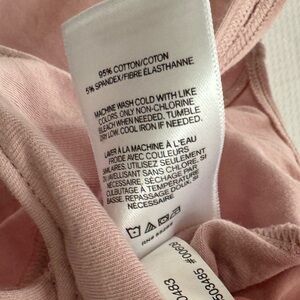 95% COTTON/COTON
5% SPANDEX/FIBRE ELASTHANNE
MACHINE WASH COLD WITH LIKE
COLORS. ONLY NON-CHLORINE
BLEACH WHEN NEEDED. TUMBLE
DRY LOW. COOL IRON IF NEEDED.
LAVER À LA MACHINE À L'EAU
FROIDE AVEC COULEURS
SIMILAIRES. UTILISEZ SEULEMENT
UN JAVELLISANT SANS CHLORE SI
NÉCESSAIRE. SÉCHAGE PAR
CULBUTAGE À TEMPÉRATURE
BASSE. REPASSAGE DOUX, SI
NÉCESSAIRE.
RN#
503485